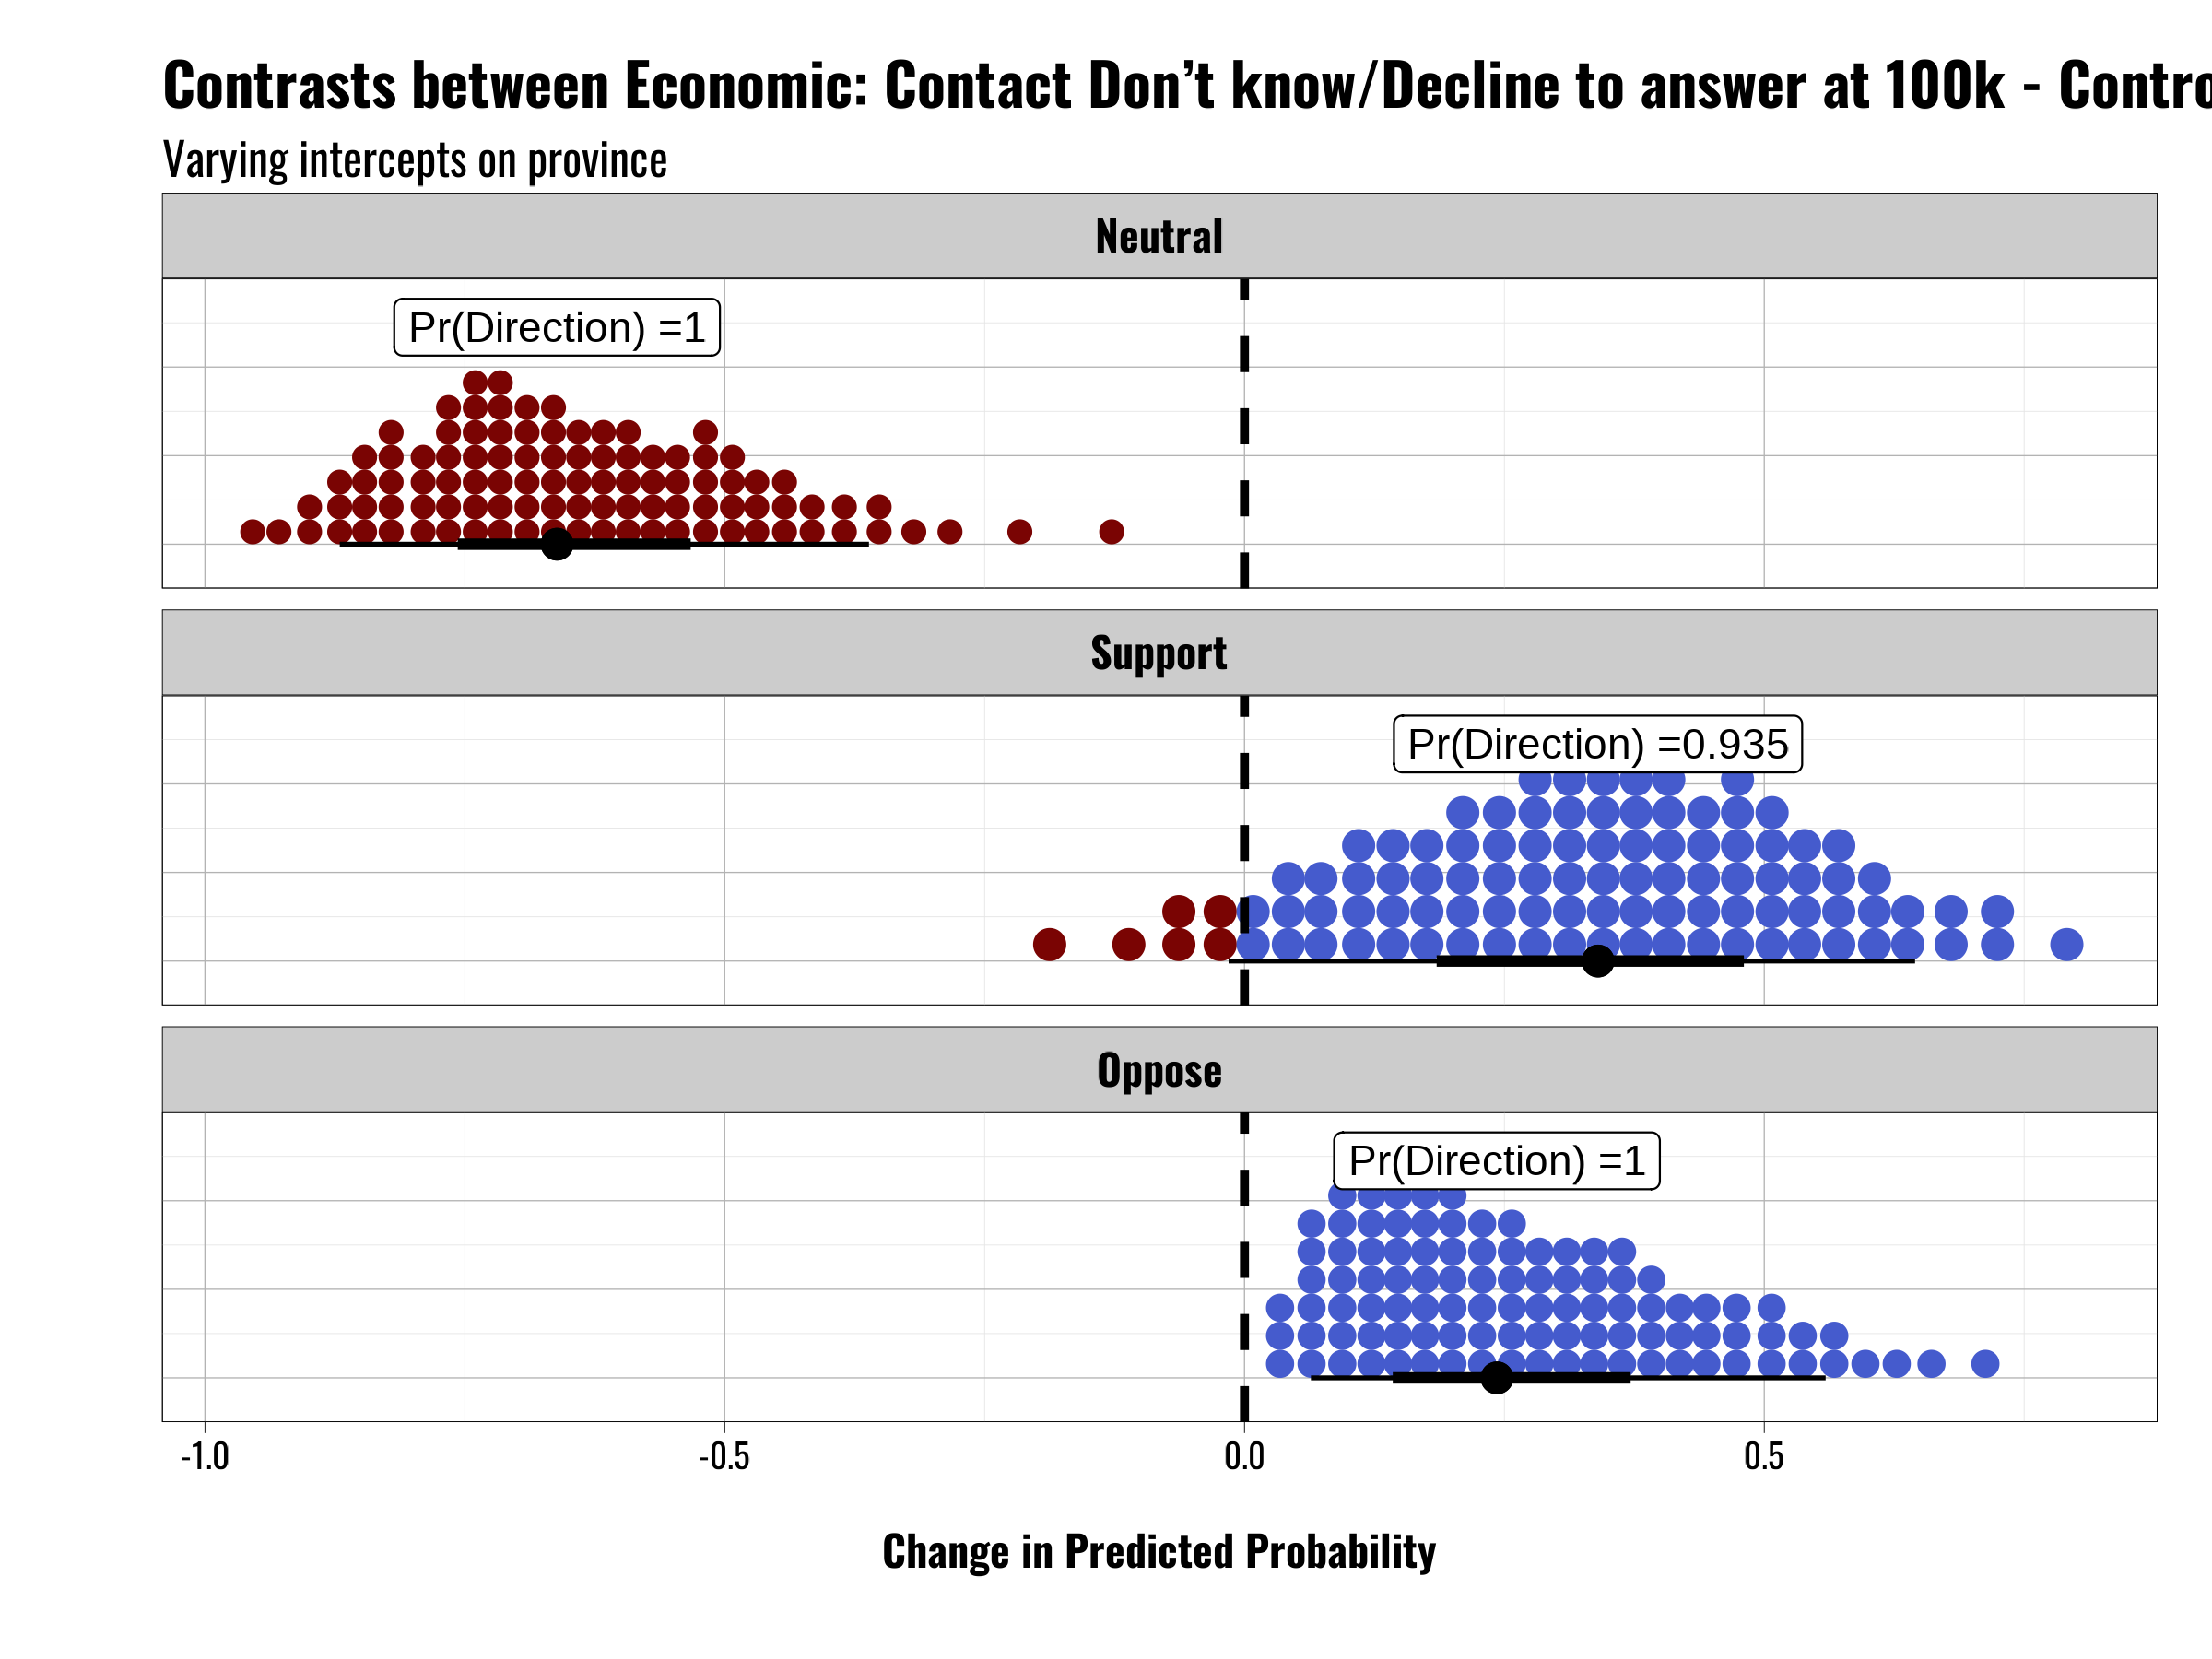 Contrasts between Economic: Contact Don’t know/Decline to answer at 100k - Contro
Varying intercepts on province
Neutral
Pr(Direction) =1
Support
Pr(Direction) =0.935
Oppose
Pr(Direction) =1
-1.0 -0.5 0.0 0.5
Change in Predicted Probability